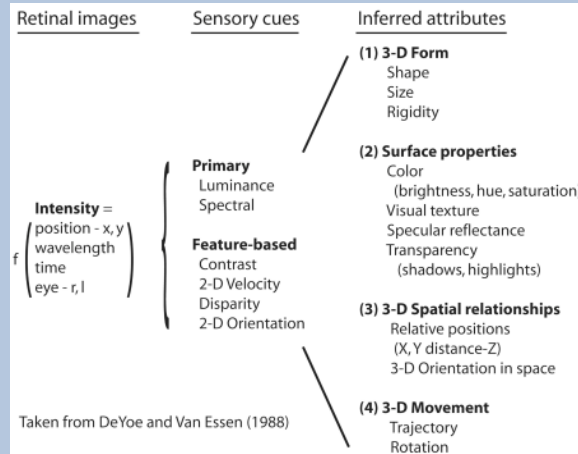 Retinal images
Sensory cues
Inferred attributes
Intensity =
f
position - x, y
wavelength
time
eye - r, l
Primary
Luminance
Spectral
Feature-based
Contrast
2-D Velocity
Disparity
2-D Orientation
(1) 3-D Form
Shape
Size
Rigidity
(2) Surface properties
Color
(brightness, hue, saturation
Visual texture
Specular reflectance
Transparency
(shadows, highlights)
(3) 3-D Spatial relationships
Relative positions
(X, Y distance-Z)
3-D Orientation in space
(4) 3-D Movement
Trajectory
Rotation
Taken from DeYoe and Van Essen (1988)